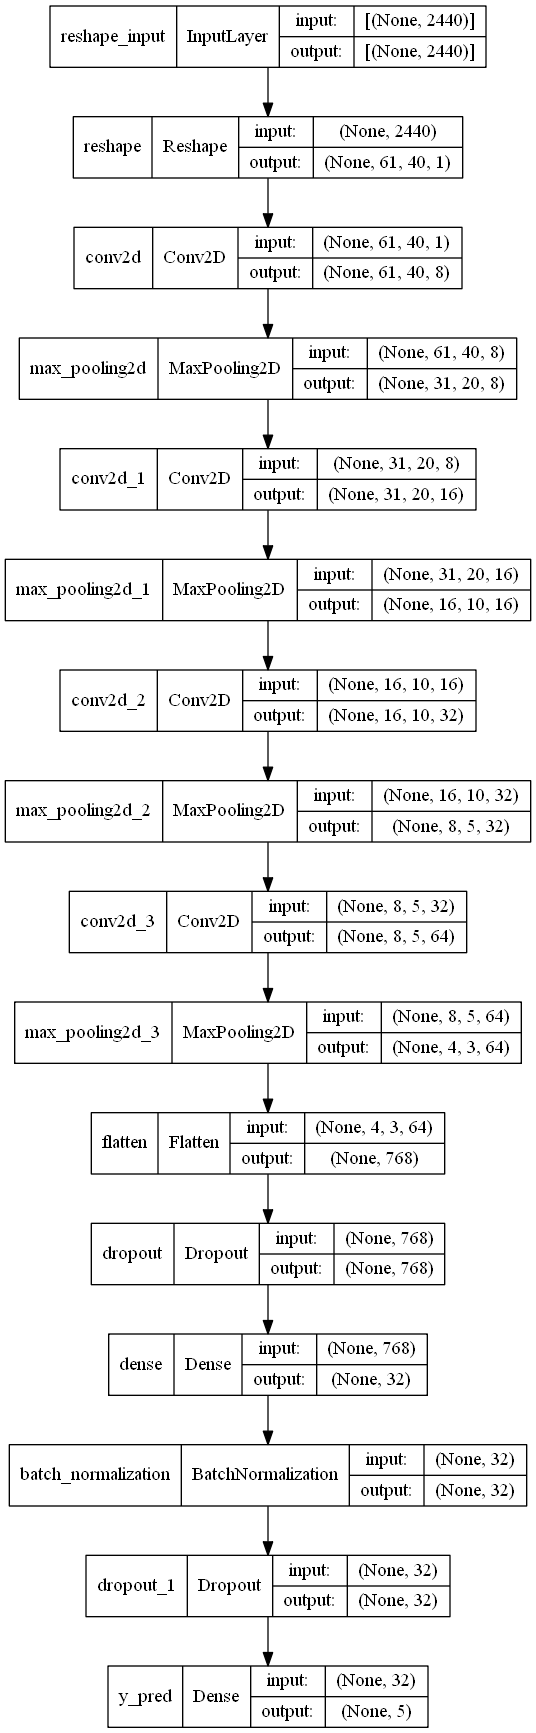 reshape_input InputLayer input: [(None, 2440)]
output: [(None, 2440)]
reshape Reshape input: (None, 2440)
output: (None, 61, 40, 1)
conv2d Conv2D input: (None, 61, 40, 1)
output: (None, 61, 40, 8)
max_pooling2d MaxPooling2D input: (None, 61, 40, 8)
output: (None, 31, 20, 8)
conv2d_1 Conv2D input: (None, 31, 20, 8)
output: (None, 31, 20, 16)
max_pooling2d_1 MaxPooling2D input: (None, 31, 20, 16)
output: (None, 16, 10, 16)
conv2d_2 Conv2D input: (None, 16, 10, 16)
output: (None, 16, 10, 32)
max_pooling2d_2 MaxPooling2D input: (None, 16, 10, 32)
output: (None, 8, 5, 32)
conv2d_3 Conv2D input: (None, 8, 5, 32)
output: (None, 8, 5, 64)
max_pooling2d_3 MaxPooling2D input: (None, 8, 5, 64)
output: (None, 4, 3, 64)
flatten Flatten input: (None, 4, 3, 64)
output: (None, 768)
dropout Dropout input: (None, 768)
output: (None, 768)
dense Dense input: (None, 768)
output: (None, 32)
batch_normalization BatchNormalization input: (None, 32)
output: (None, 32)
dropout_1 Dropout input: (None, 32)
output: (None, 32)
y_pred Dense input: (None, 32)
output: (None, 5)